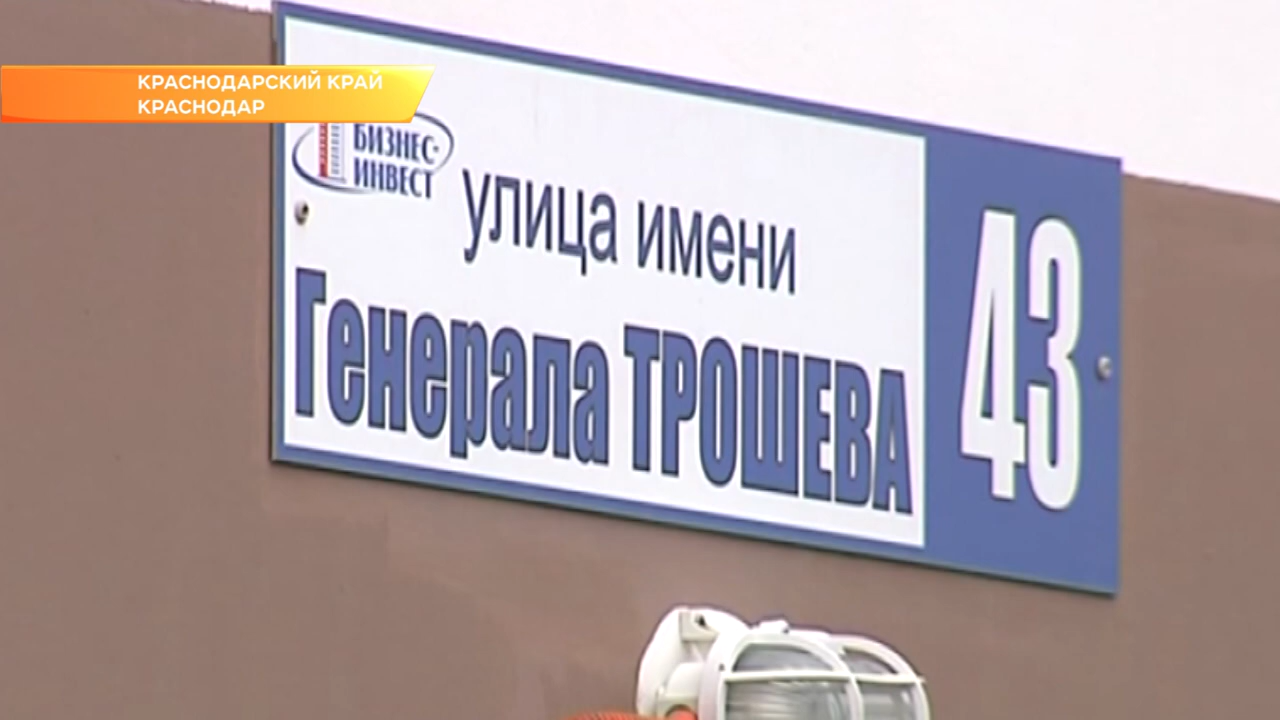 КРАСНОДАРСКИЙ КРАЙ
КРАСНОДАР
БИЗНЕС-
ИНВЕСТ
улица имени
Генерала ТРОШЕВА
43